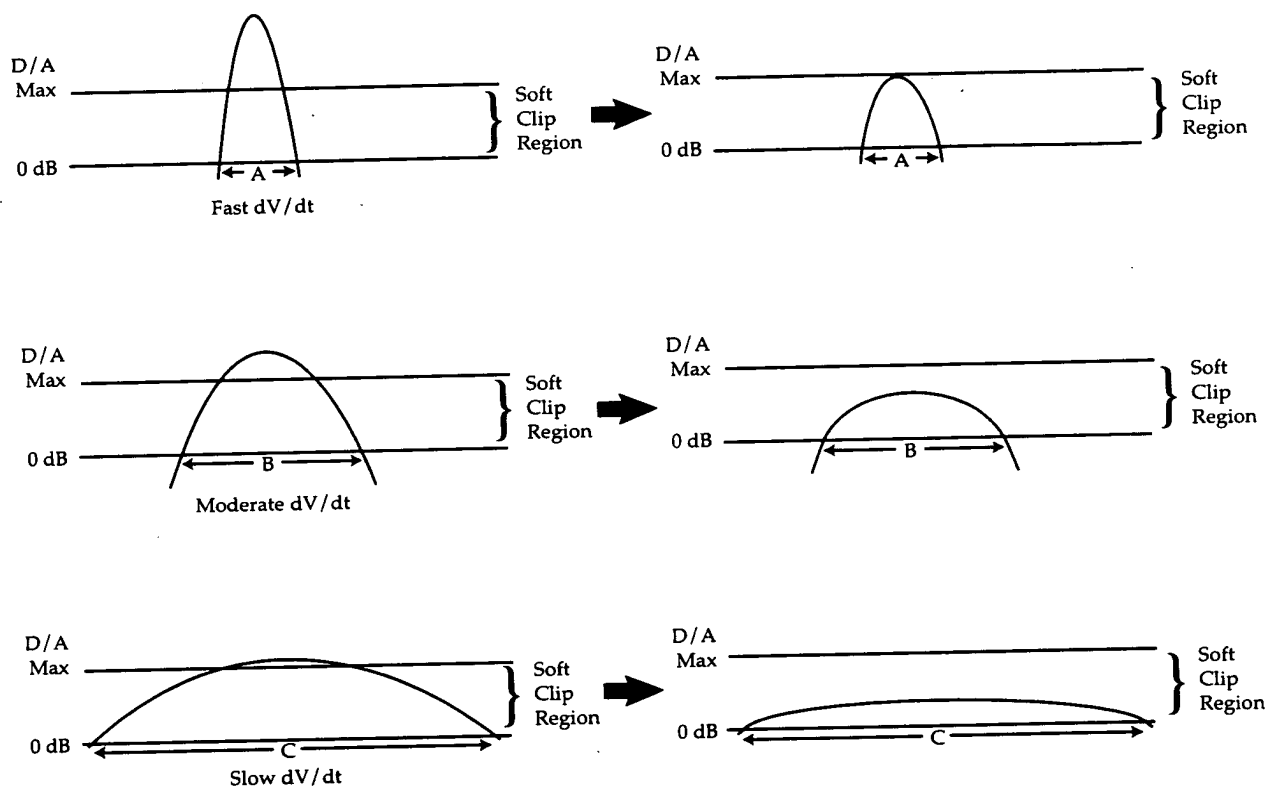 D/A
Max
Soft
Clip
Region
0 dB
A
Fast dV/dt
D/A
Max
Soft
Clip
Region
0 dB
A
D/A
Max
Soft
Clip
Region
0 dB
B
Moderate dV/dt
D/A
Max
Soft
Clip
Region
0 dB
B
D/A
Max
Soft
Clip
Region
0 dB
C
Slow dV/dt
D/A
Max
Soft
Clip
Region
0 dB
C